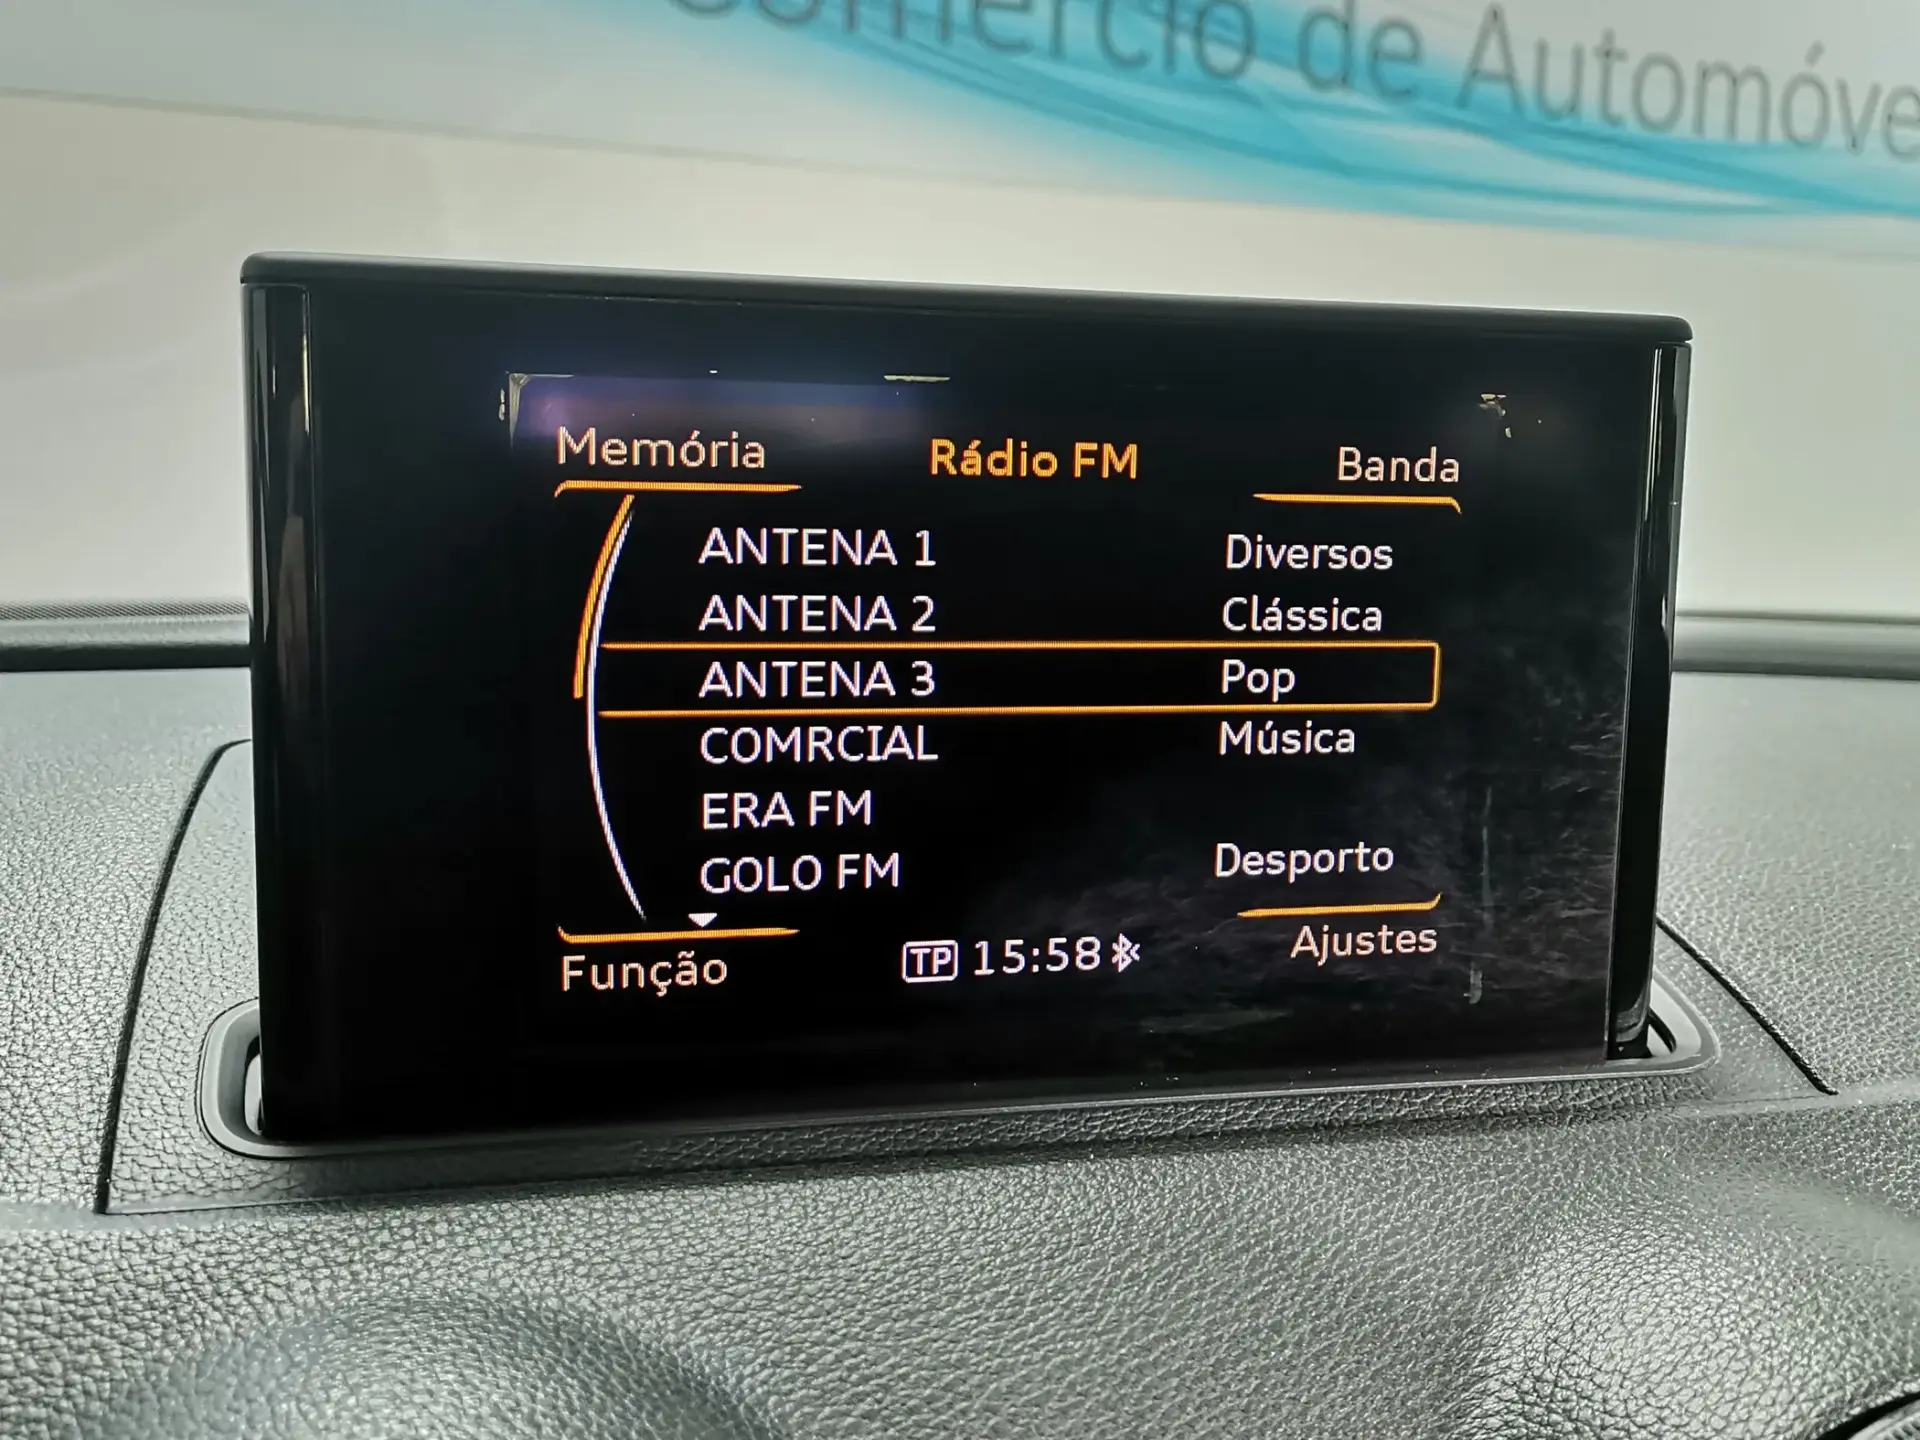 Comércio de Automóve
Memória Rádio FM Banda
ANTENA 1 Diversos
ANTENA 2 Clássica
ANTENA 3 Pop
COMRCIAL Música
ERA FM
GOLO FM Desporto
Função TP 15:58 Ajustes